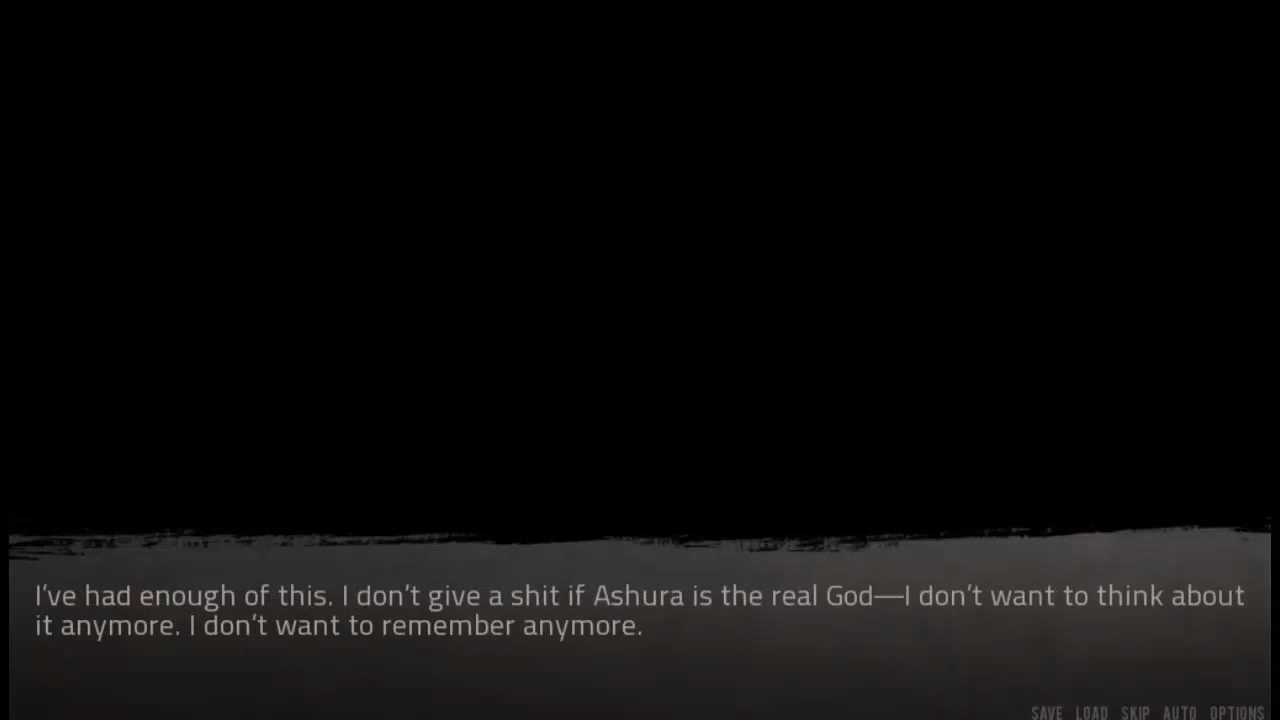 I've had enough of this. I don't give a shit if Ashura is the real God—I don't want to think about
it anymore. I don't want to remember anymore.
SAVE LOAD SKIP AUTO OPTIONS